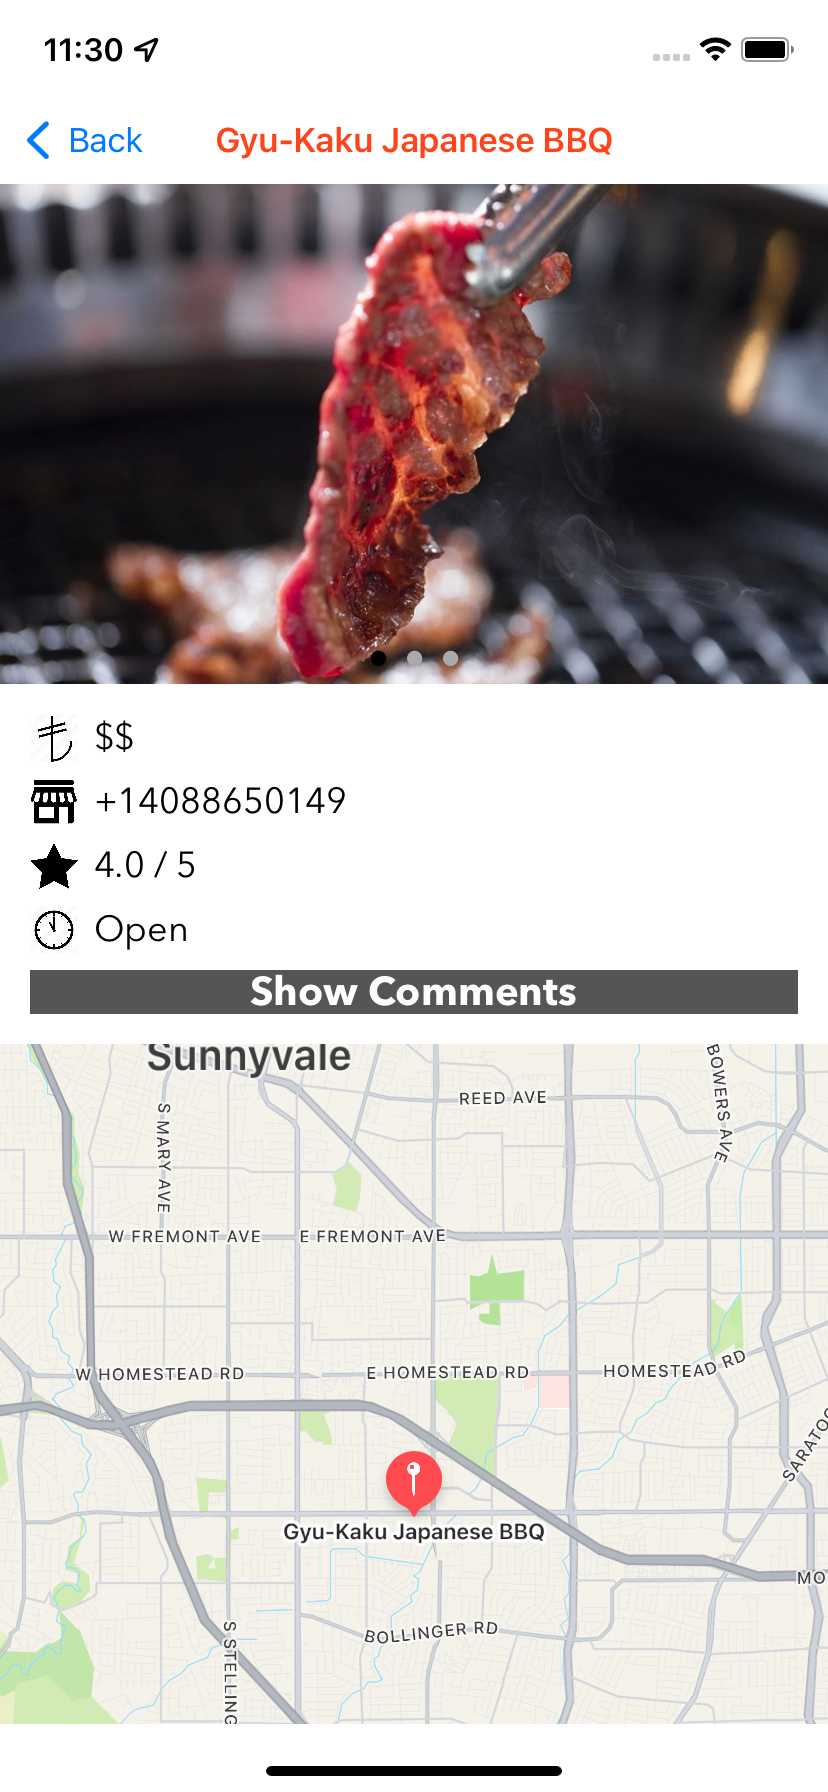 11:30
Back
Gyu-Kaku Japanese BBQ
$$
+14088650149
4.0 / 5
Open
Show Comments
Sunnyvale
REED AVE
BOWERS AVE
S MARY AVE
W FREMONT AVE
E FREMONT AVE
W HOMESTEAD RD
E HOMESTEAD RD
HOMESTEAD RD
SARATOG
Gyu-Kaku Japanese BBQ
MO
BOLLINGER RD
S STELLING